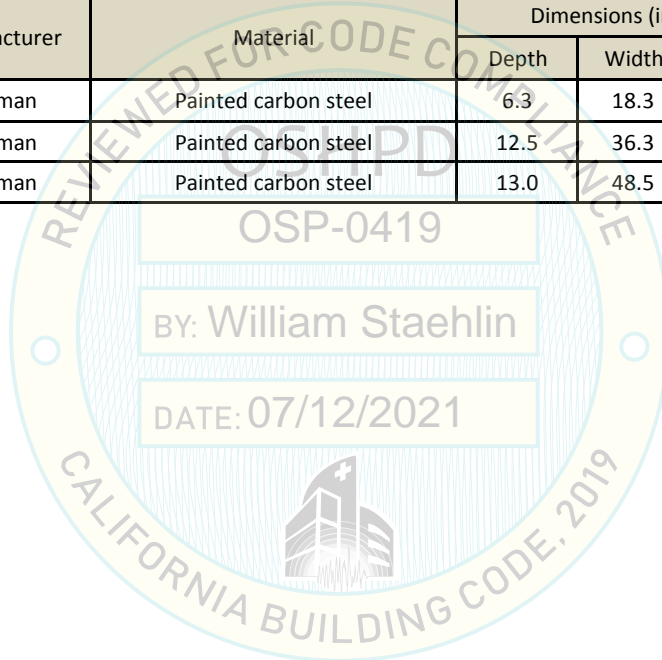 acturer Material Dimensions (i
Depth Width
man Painted carbon steel 6.3 18.3
man Painted carbon steel 12.5 36.3
man Painted carbon steel 13.0 48.5
REVIEWED FOR CODE COMPLIANCE
OSHPD
OSP-0419
BY: William Staehlin
DATE: 07/12/2021
CALIFORNIA BUILDING CODE, 2019